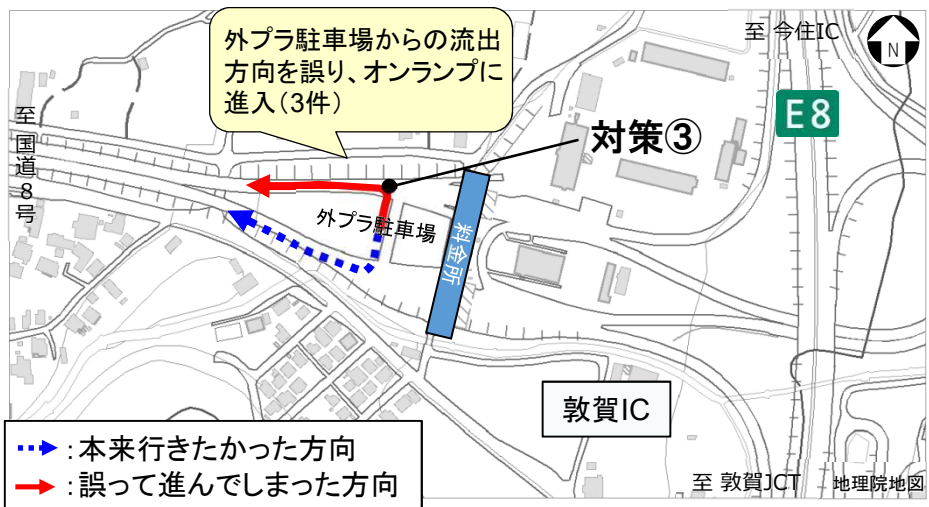 外プラ駐車場からの流出
方向を誤り、オンランプに
進入(3件)
至 今住IC
N
E8
至 国道8号
対策③
外プラ駐車場
料金所
敦賀IC
:本来行きたかった方向
:誤って進んでしまった方向
至 敦賀JCT
地理院地図